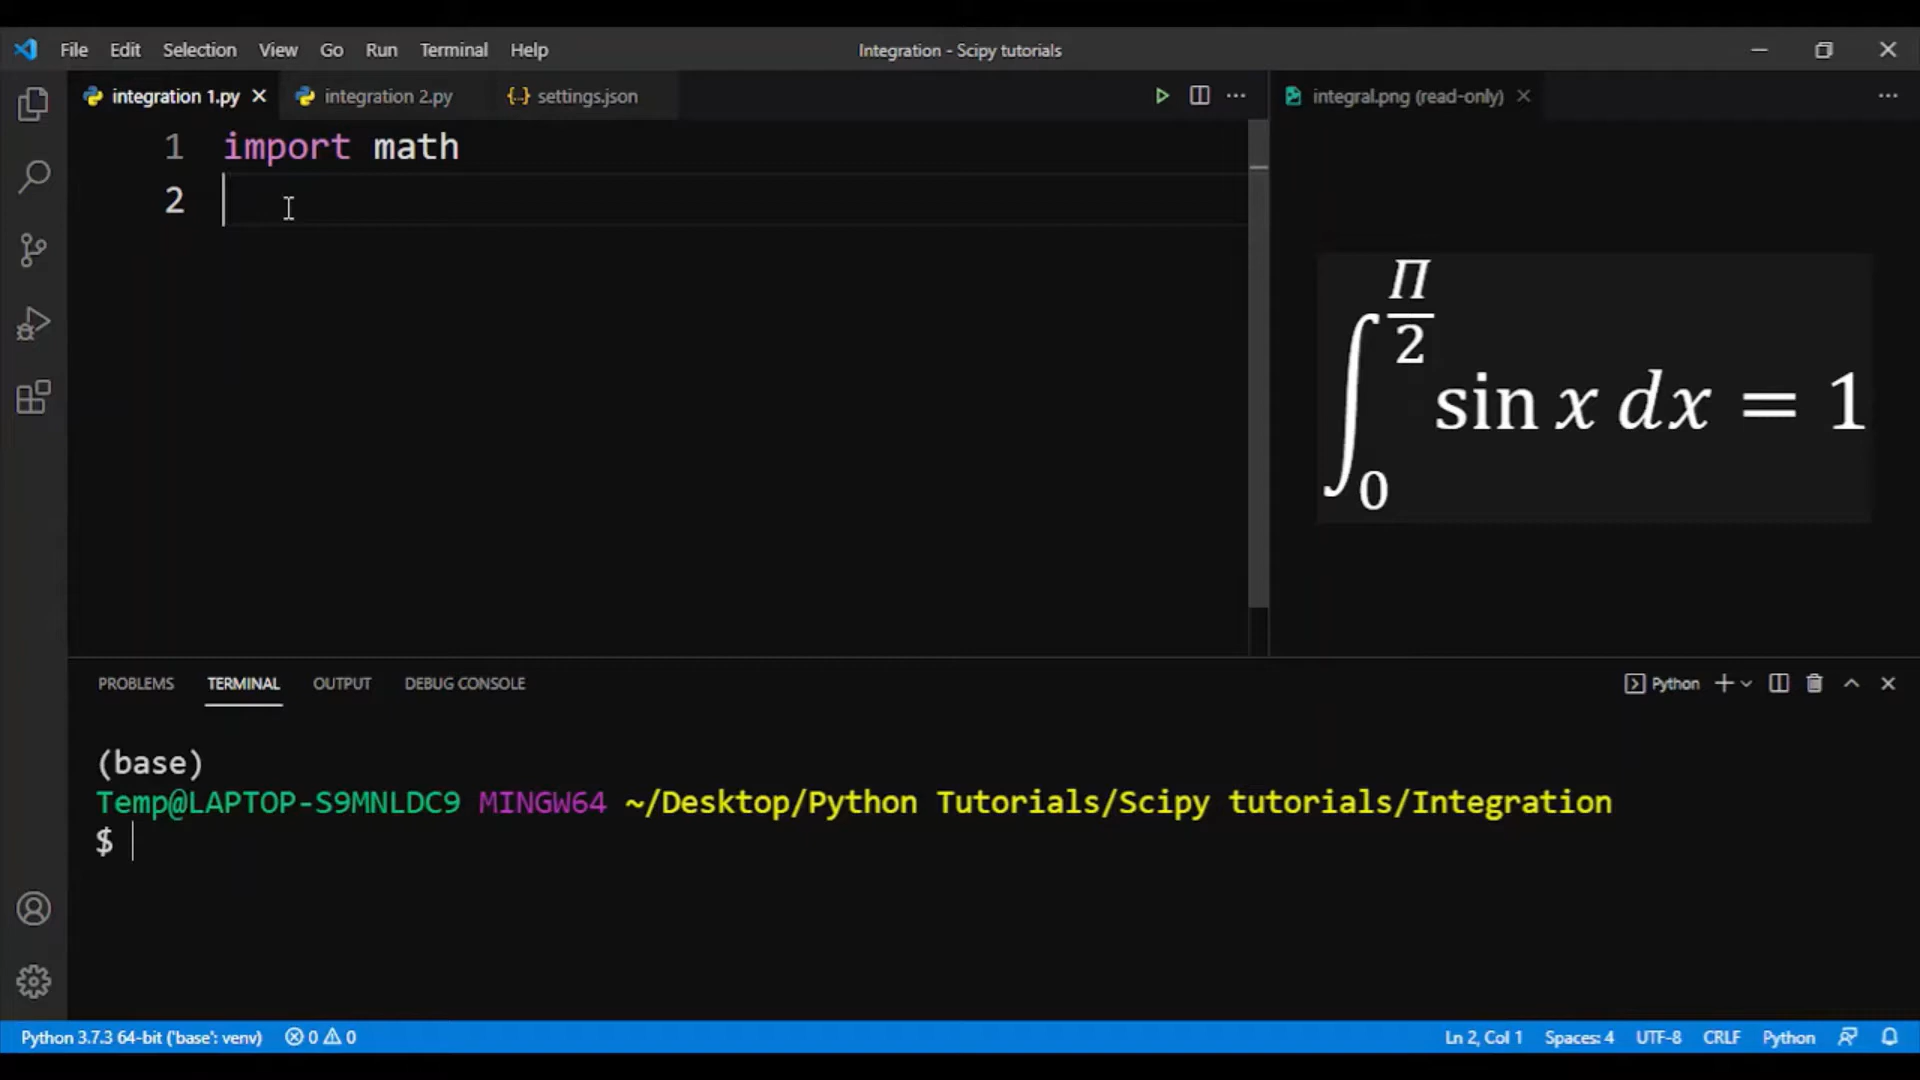 File Edit Selection View Go Run Terminal Help Integration - Scipy tutorials
integration 1.py integration 2.py {..} settings.json integral.png (read-only)
1 import math
2
∫₀^(Π/2) sin x dx = 1
PROBLEMS TERMINAL OUTPUT DEBUG CONSOLE Python
(base)
Temp@LAPTOP-S9MNLDC9 MINGW64 ~/Desktop/Python Tutorials/Scipy tutorials/Integration
$
Python 3.7.3 64-bit ('base': venv) 0 0 Ln 2, Col 1 Spaces: 4 UTF-8 CRLF Python